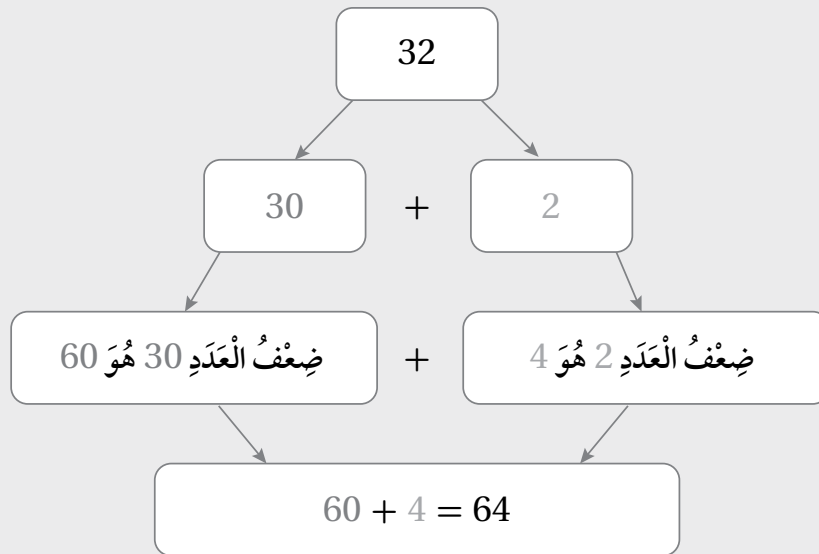 32
30 + 2
ضِعْفُ الْعَدَدِ 30 هُوَ 60 + ضِعْفُ الْعَدَدِ 2 هُوَ 4
60 + 4 = 64